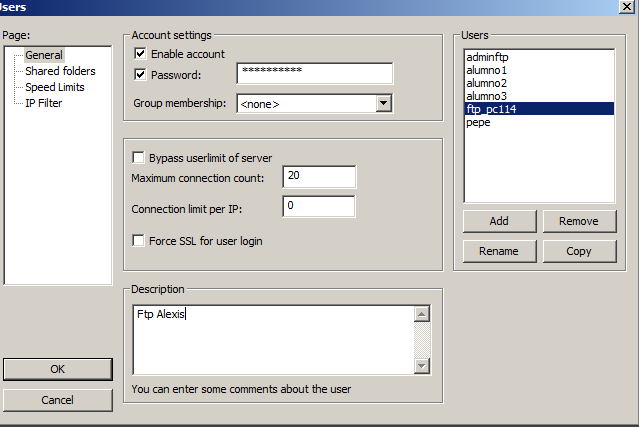 Users
Page:
General
Shared folders
Speed Limits
IP Filter
Account settings
Enable account
Password: **********
Group membership: <none>
Bypass userlimit of server
Maximum connection count: 20
Connection limit per IP: 0
Force SSL for user login
Description
Ftp Alexis
You can enter some comments about the user
Users
adminftp
alumno1
alumno2
alumno3
ftp_pc114
pepe
Add Remove
Rename Copy
OK
Cancel